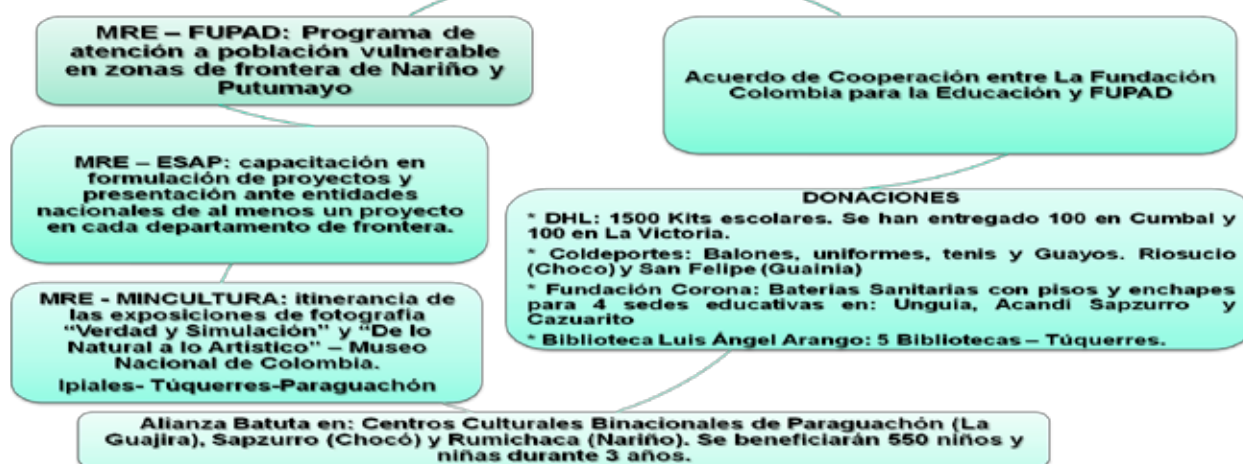 MRE – FUPAD: Programa de
atención a población vulnerable
en zonas de frontera de Nariño y
Putumayo
Acuerdo de Cooperación entre La Fundación
Colombia para la Educación y FUPAD
MRE – ESAP: capacitación en
formulación de proyectos y
presentación ante entidades
nacionales de al menos un proyecto
en cada departamento de frontera.
DONACIONES
* DHL: 1500 Kits escolares. Se han entregado 100 en Cumbal y
100 en La Victoria.
* Coldeportes: Balones, uniformes, tenis y Guayos. Riosucio
(Choco) y San Felipe (Guainia)
* Fundación Corona: Baterías Sanitarias con pisos y enchapes
para 4 sedes educativas en: Unguía, Acandí Sapzurro y
Cazuarito
* Biblioteca Luis Ángel Arango: 5 Bibliotecas – Túquerres.
MRE - MINCULTURA: itinerancia de
las exposiciones de fotografía
“Verdad y Simulación” y “De lo
Natural a lo Artístico” – Museo
Nacional de Colombia.
Ipiales- Túquerres-Paraguachón
Alianza Batuta en: Centros Culturales Binacionales de Paraguachón (La
Guajira), Sapzurro (Chocó) y Rumichaca (Nariño). Se beneficiarán 550 niños y
niñas durante 3 años.